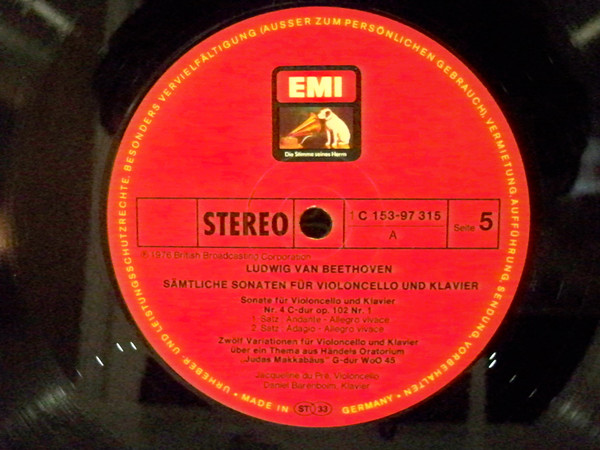 URHEBER- UND LEISTUNGSSCHUTZRECHTE, BESONDERS VERVIELFÄLTIGUNG (AUSSER ZUM PERSÖNLICHEN GEBRAUCH), VERMIETUNG, AUFFÜHRUNG, SENDUNG, VORBEHALTEN
EMI
Die Stimme seines Herrn
STEREO
1 C 153-97 315
A
Seite 5
℗ 1976 British Broadcasting Corporation
LUDWIG VAN BEETHOVEN
SÄMTLICHE SONATEN FÜR VIOLONCELLO UND KLAVIER
Sonate für Violoncello und Klavier
Nr. 4 C-dur op. 102 Nr. 1
1. Satz: Andante - Allegro vivace
2. Satz: Adagio - Allegro vivace
Zwölf Variationen für Violoncello und Klavier
über ein Thema aus Händels Oratorium
„Judas Makkabäus" G-dur WoO 45
Jacqueline du Pré, Violoncello
Daniel Barenboim, Klavier
• MADE IN ST 33 GERMANY •